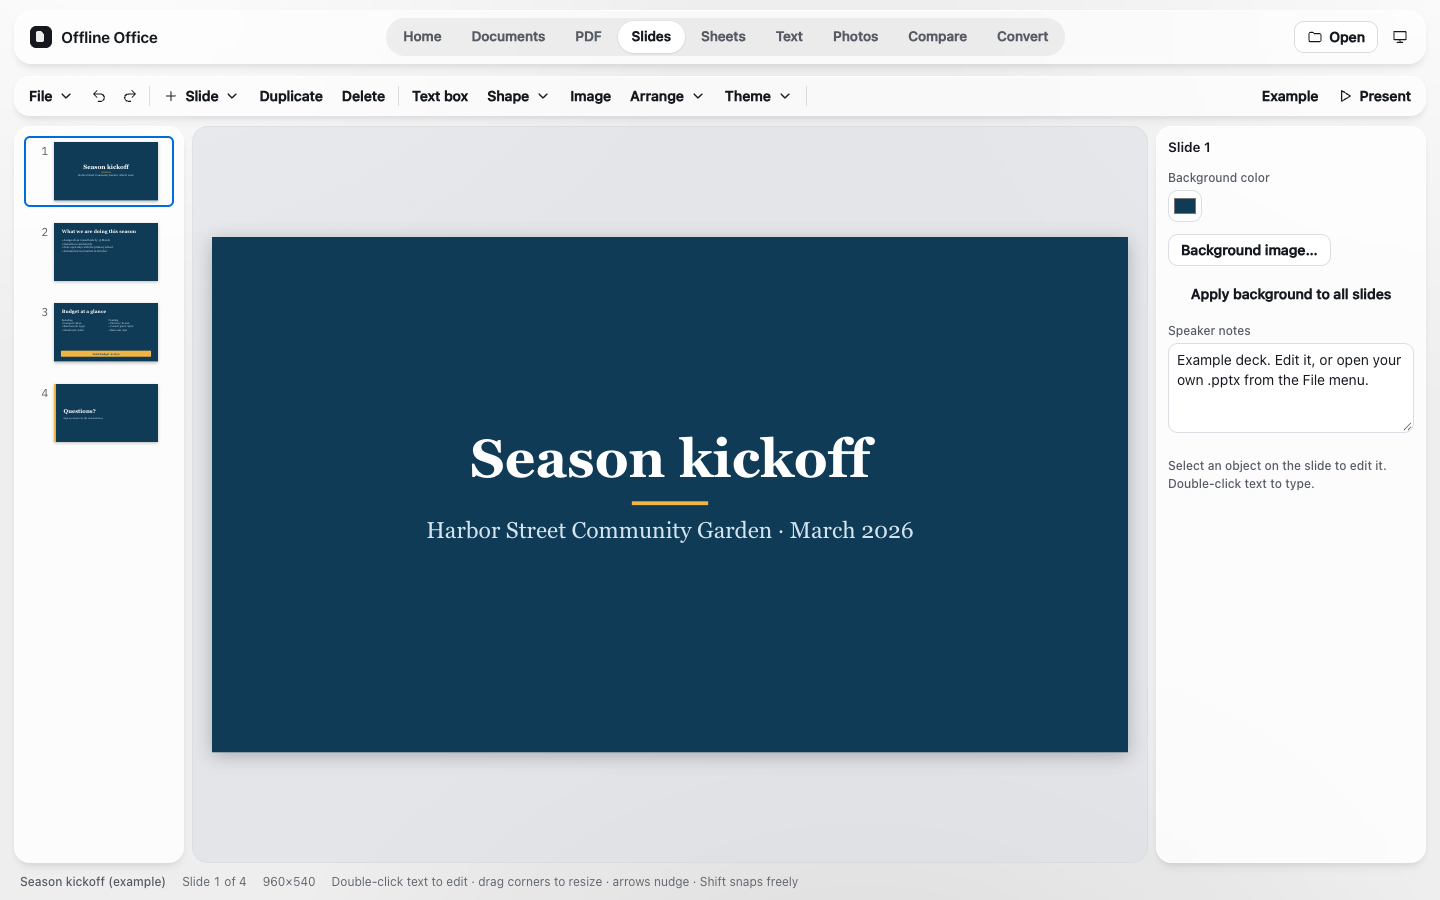 Offline Office
Home Documents PDF Slides Sheets Text Photos Compare Convert
Open
File Slide Duplicate Delete Text box Shape Image Arrange Theme Example Present
1
Season kickoff
2
What we are doing this season
3
Budget at a glance
4
Questions?
Season kickoff
Harbor Street Community Garden · March 2026
Slide 1
Background color
Background image...
Apply background to all slides
Speaker notes
Example deck. Edit it, or open your
own .pptx from the File menu.
Select an object on the slide to edit it.
Double-click text to type.
Season kickoff (example) Slide 1 of 4 960×540 Double-click text to edit · drag corners to resize · arrows nudge · Shift snaps freely